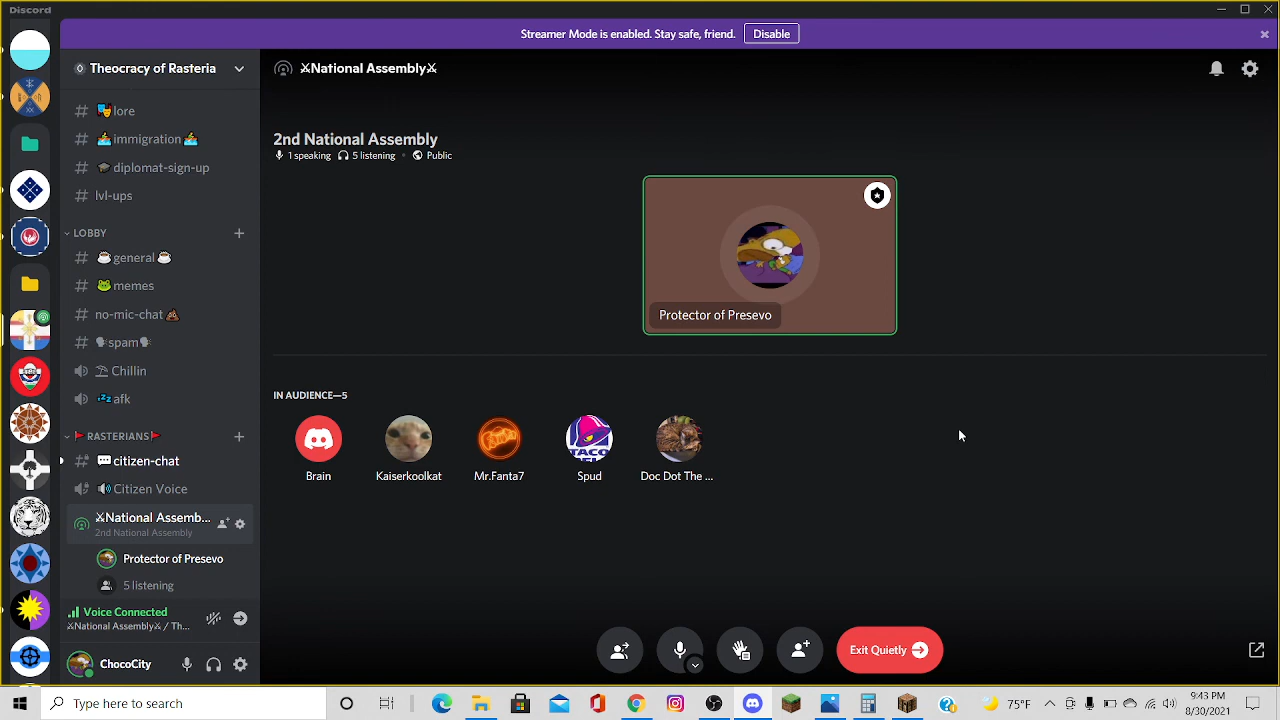 Discord
Streamer Mode is enabled. Stay safe, friend.
Disable
Theocracy of Rasteria
⚔National Assembly⚔
# 🎭lore
# 🚣immigration🚣
# 🎓diplomat-sign-up
# lvl-ups
LOBBY
# ☕general☕
# 🐸memes
# no-mic-chat💩
# 🗣spam🗣
⛱Chillin
💤afk
🚩RASTERIANS🚩
# 💬citizen-chat
🔊Citizen Voice
⚔National Assemb...
2nd National Assembly
Protector of Presevo
5 listening
Voice Connected
⚔National Assembly⚔ / Th...
ChocoCity
2nd National Assembly
1 speaking 5 listening • Public
Protector of Presevo
IN AUDIENCE—5
Brain
Kaiserkoolkat
Mr.Fanta7
Spud
Doc Dot The ...
Fanta
TACO
Exit Quietly
Type here to search
75°F
9:43 PM
8/30/2021